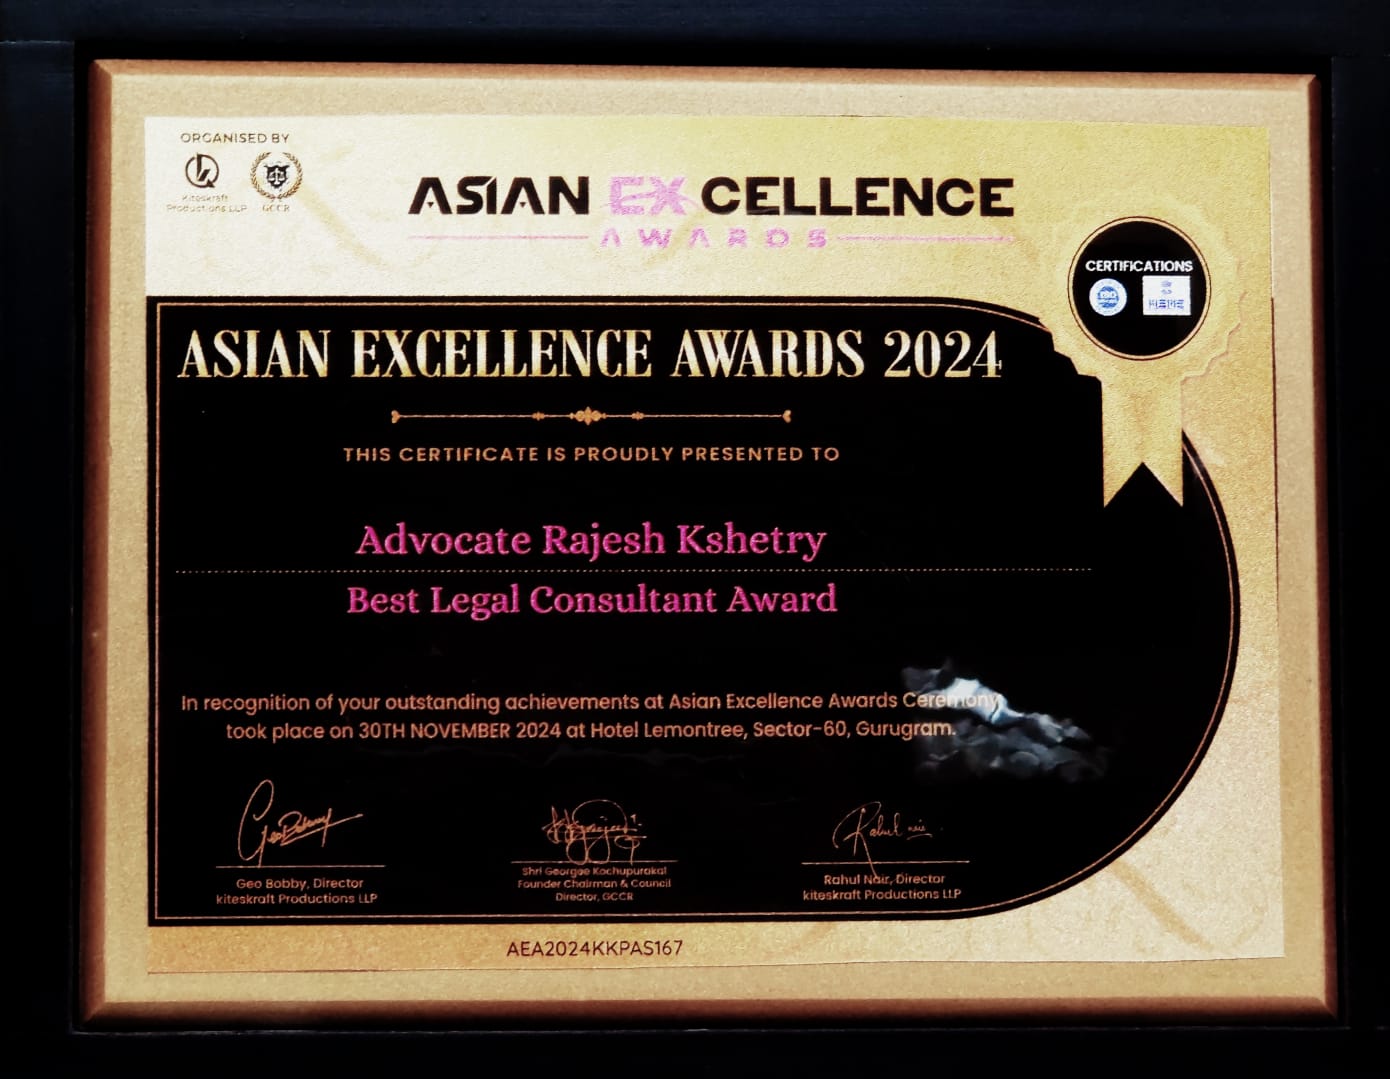 ORGANISED BY
Kiteskraft
Productions LLP
GCCR
ASIAN EXCELLENCE
AWARDS
CERTIFICATIONS
ISO
ASIAN EXCELLENCE AWARDS 2024
THIS CERTIFICATE IS PROUDLY PRESENTED TO
Advocate Rajesh Kshetry
Best Legal Consultant Award
In recognition of your outstanding achievements at Asian Excellence Awards Ceremony
took place on 30TH NOVEMBER 2024 at Hotel Lemontree, Sector-60, Gurugram.
Geo Bobby, Director
kiteskraft Productions LLP
Shri Georgee Kochupurakal
Founder Chairman & Council
Director, GCCR
Rahul Nair, Director
kiteskraft Productions LLP
AEA2024KKPAS167